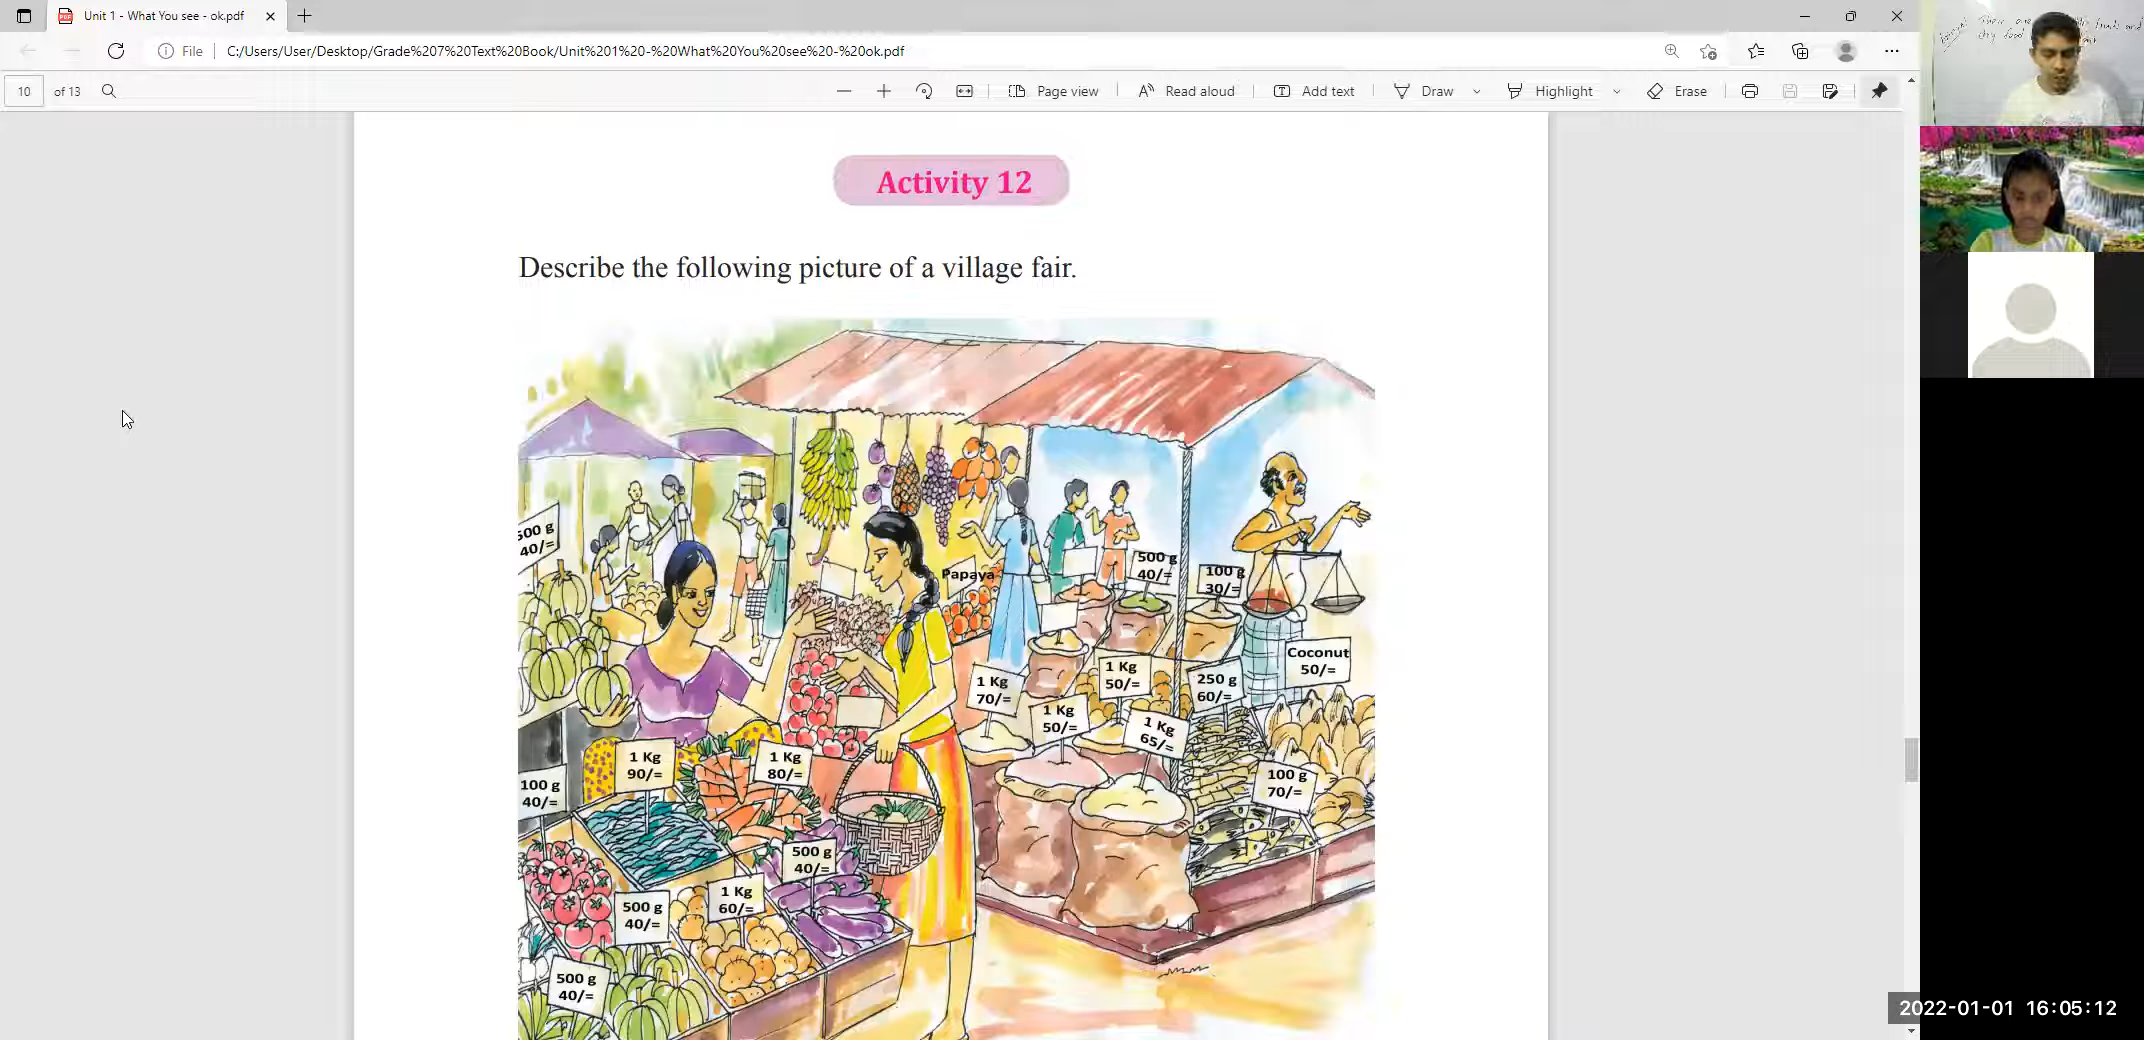 Unit 1 - What You see - ok.pdf
File
C:/Users/User/Desktop/Grade%207%20Text%20Book/Unit%201%20-%20What%20You%20see%20-%20ok.pdf
10 of 13
Page view
Read aloud
Add text
Draw
Highlight
Erase
Activity 12
Describe the following picture of a village fair.
500 g
40/=
Papaya
500 g
40/=
100 g
30/=
Coconut
50/=
1 Kg
70/=
1 Kg
50/=
250 g
60/=
1 Kg
50/=
1 Kg
65/=
1 Kg
90/=
1 Kg
80/=
100 g
40/=
100 g
70/=
500 g
40/=
1 Kg
60/=
500 g
40/=
500 g
40/=
2022-01-01 16:05:12